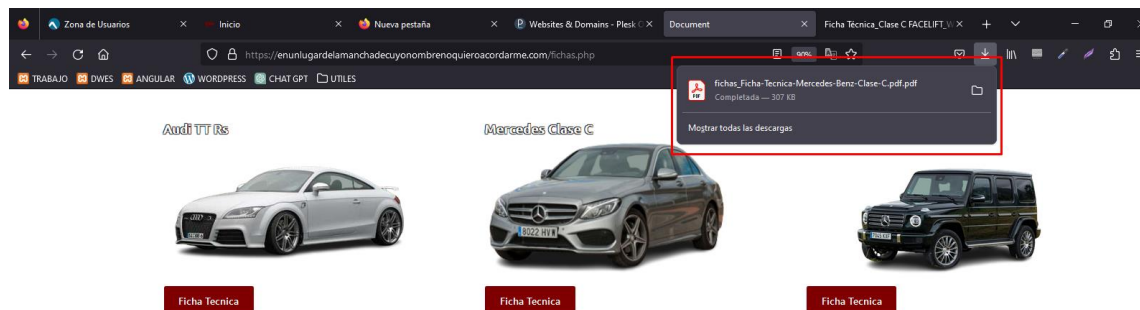 Zona de Usuarios
Inicio
Nueva pestaña
Websites & Domains - Plesk O
Document
Ficha Técnica_Clase C FACELIFT_W
https://enunlugardelamanchadecuyonombrenoquieroacordarme.com/fichas.php
90%
TRABAJO DWES ANGULAR WORDPRESS CHAT GPT UTILES
fichas_Ficha-Tecnica-Mercedes-Benz-Clase-C.pdf.pdf
Completada — 307 KB
Mostrar todas las descargas
Audi TT Rs
Mercedes Clase C
8022 HV
Ficha Tecnica
Ficha Tecnica
Ficha Tecnica